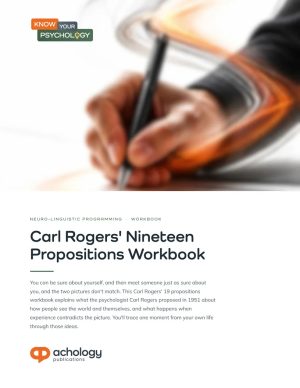 KNOW YOUR
PSYCHOLOGY
NEURO-LINGUISTIC PROGRAMMING · WORKBOOK
Carl Rogers' Nineteen
Propositions Workbook
You can be sure about yourself, and then meet someone just as sure about
you, and the two pictures don't match. This Carl Rogers' 19 propositions
workbook explains what the psychologist Carl Rogers proposed in 1951 about
how people see the world and themselves, and what happens when
experience contradicts the picture. You'll trace one moment from your own life
through those ideas.
achology
publications